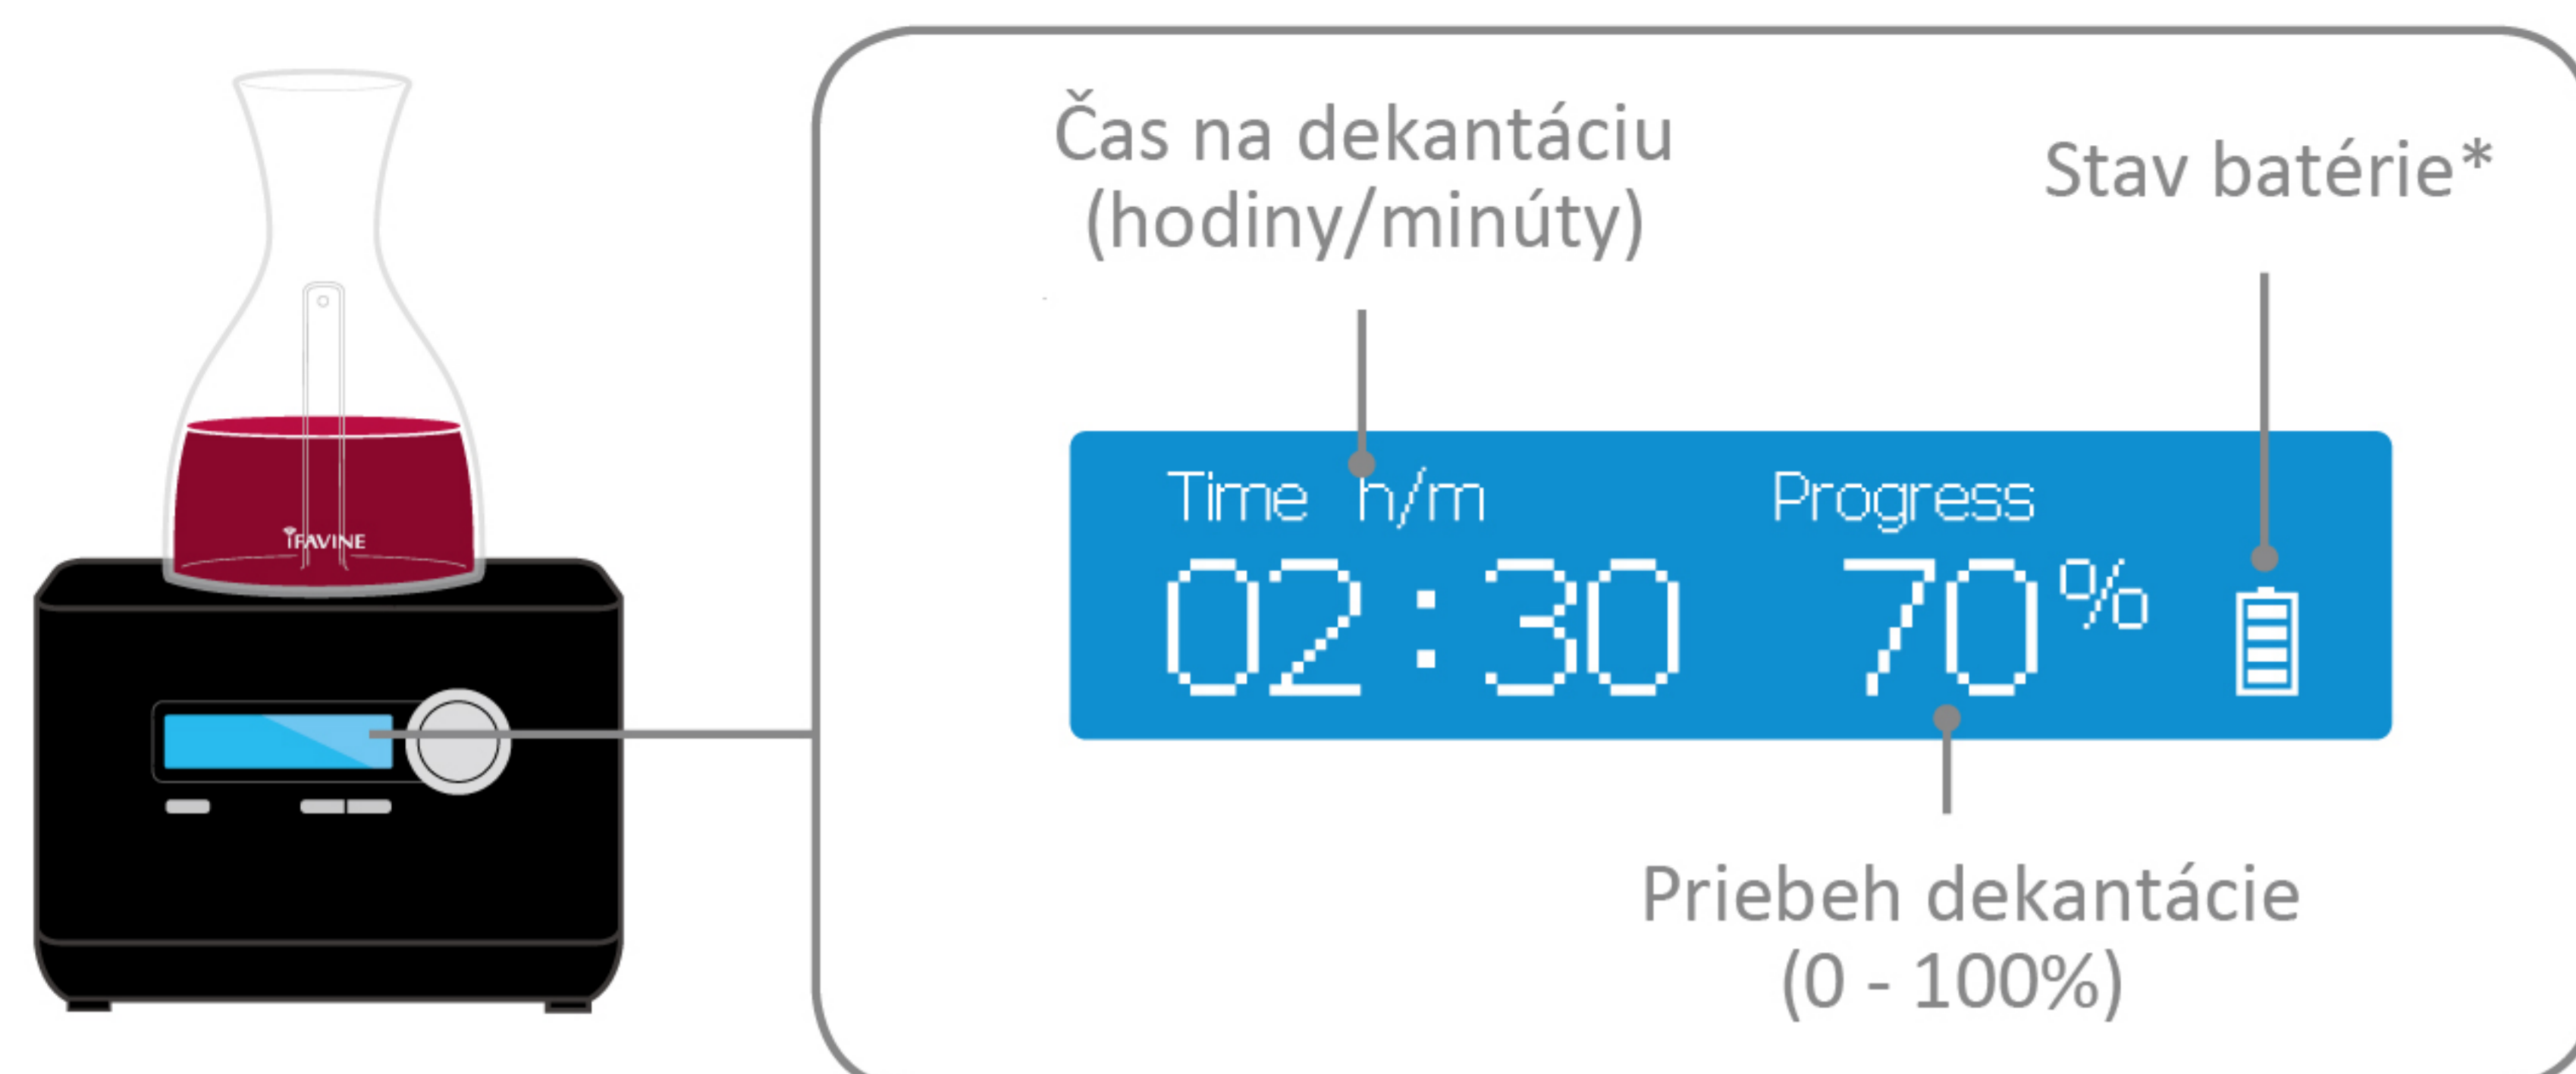 Čas na dekantáciu
(hodiny/minúty)
Stav batérie*
Time h/m
Progress
02:30
70%
Priebeh dekantácie
(0 - 100%)
iFAVINE